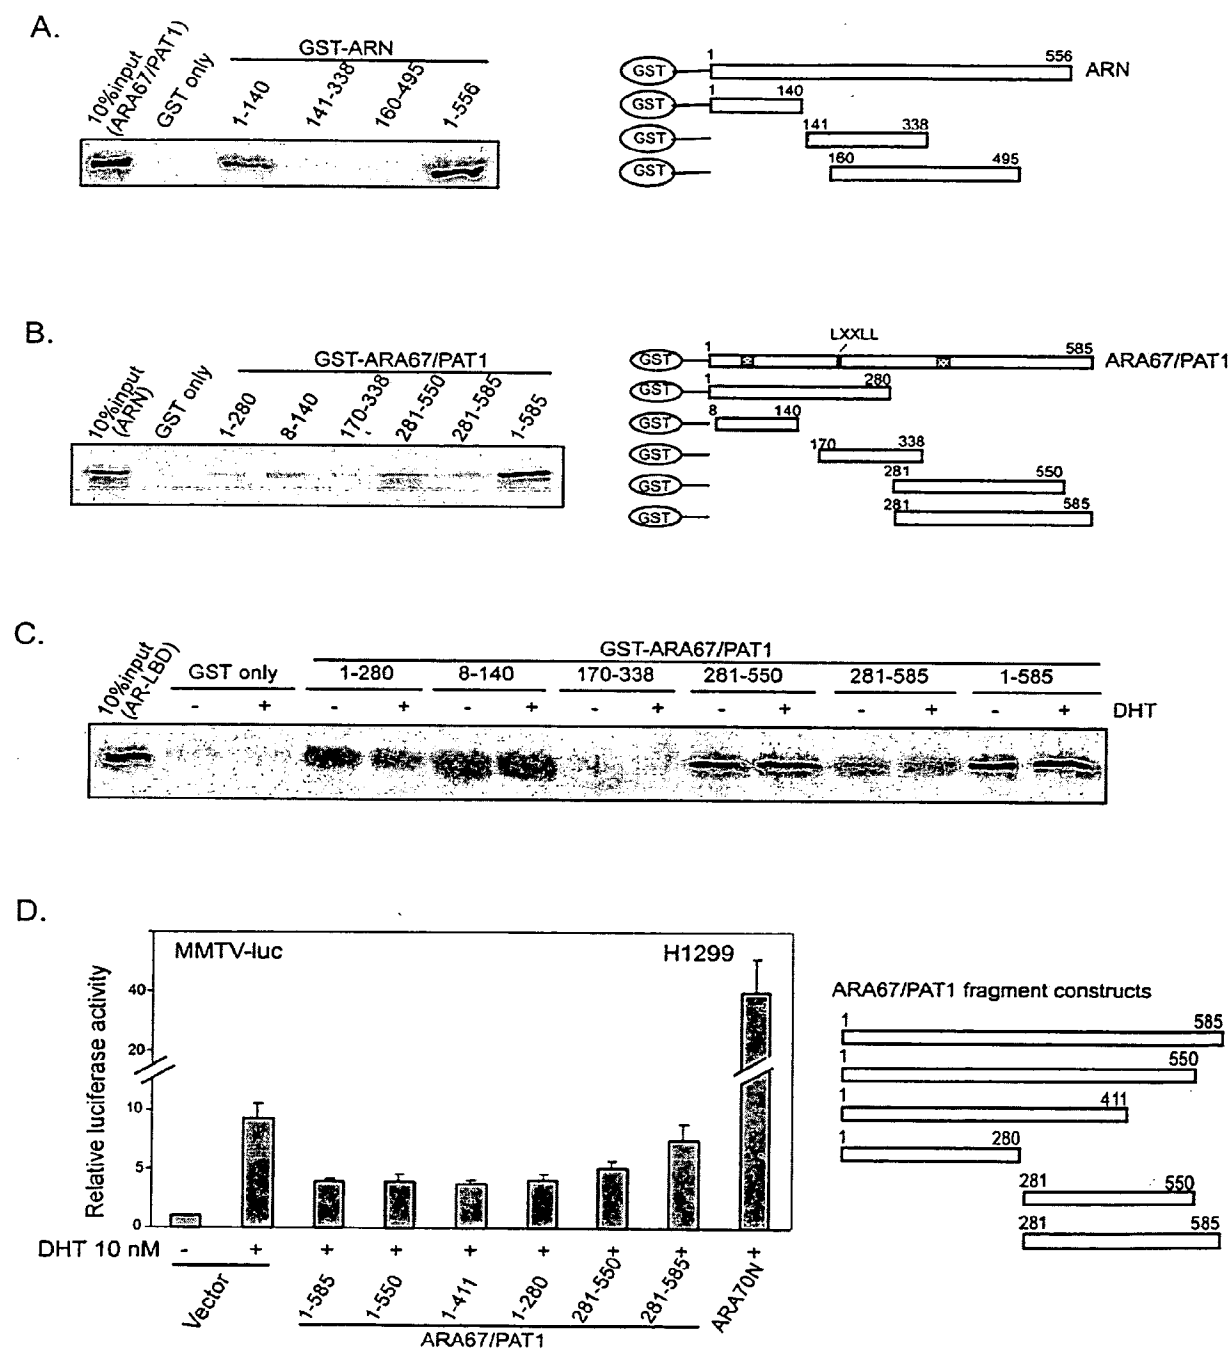 A.
10%input
(ARA67/PAT1)
GST only
GST-ARN
1-140
141-338
160-495
1-556
GST
1
556
ARN
GST
1
140
GST
141
338
GST
160
495
B.
10%input
(ARN)
GST only
GST-ARA67/PAT1
1-280
8-140
170-338
281-550
281-585
1-585
LXXLL
GST
1
585
ARA67/PAT1
GST
1
280
GST
8
140
GST
170
338
GST
281
550
GST
281
585
C.
10%input
(AR-LBD)
GST-ARA67/PAT1
GST only
1-280
8-140
170-338
281-550
281-585
1-585
- + - + - + - + - + - + - + DHT
D.
MMTV-luc
H1299
Relative luciferase activity
40
20
10
5
0
DHT 10 nM - + + + + + + + +
Vector
1-585
1-550
1-411
1-280
281-550
281-585
ARA70N
ARA67/PAT1
ARA67/PAT1 fragment constructs
1
585
1
550
1
411
1
280
281
550
281
585